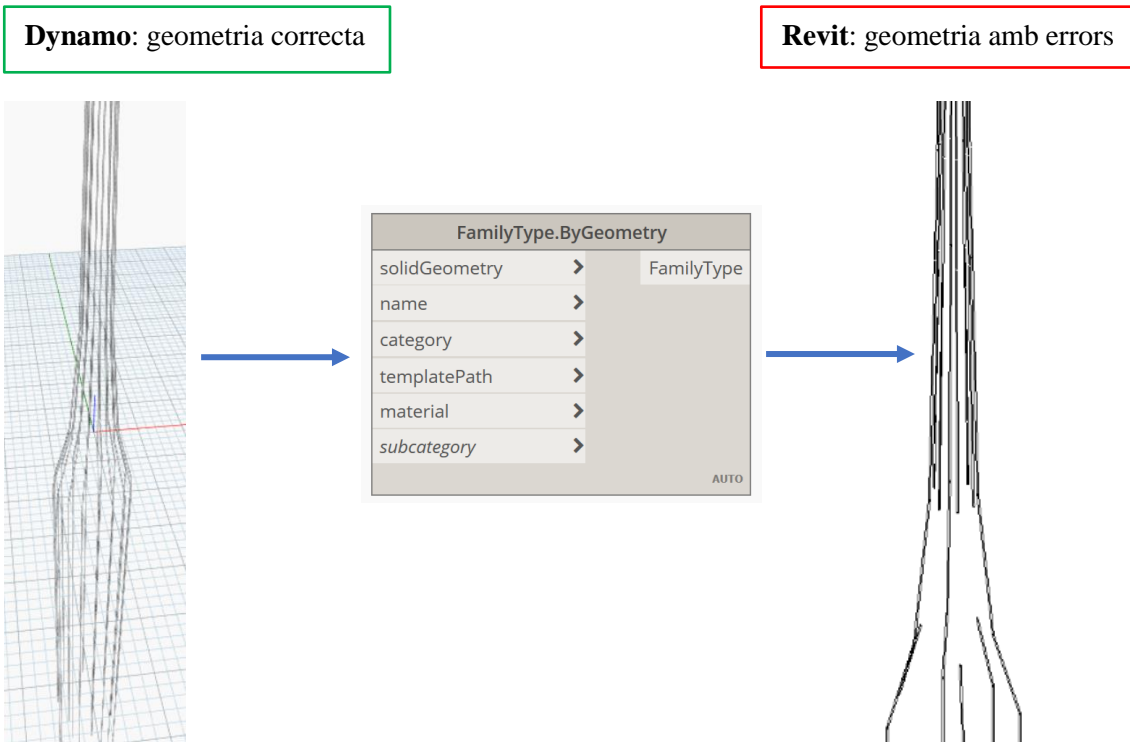 Dynamo: geometria correcta
Revit: geometria amb errors
FamilyType.ByGeometry
solidGeometry
FamilyType
name
category
templatePath
material
subcategory
AUTO